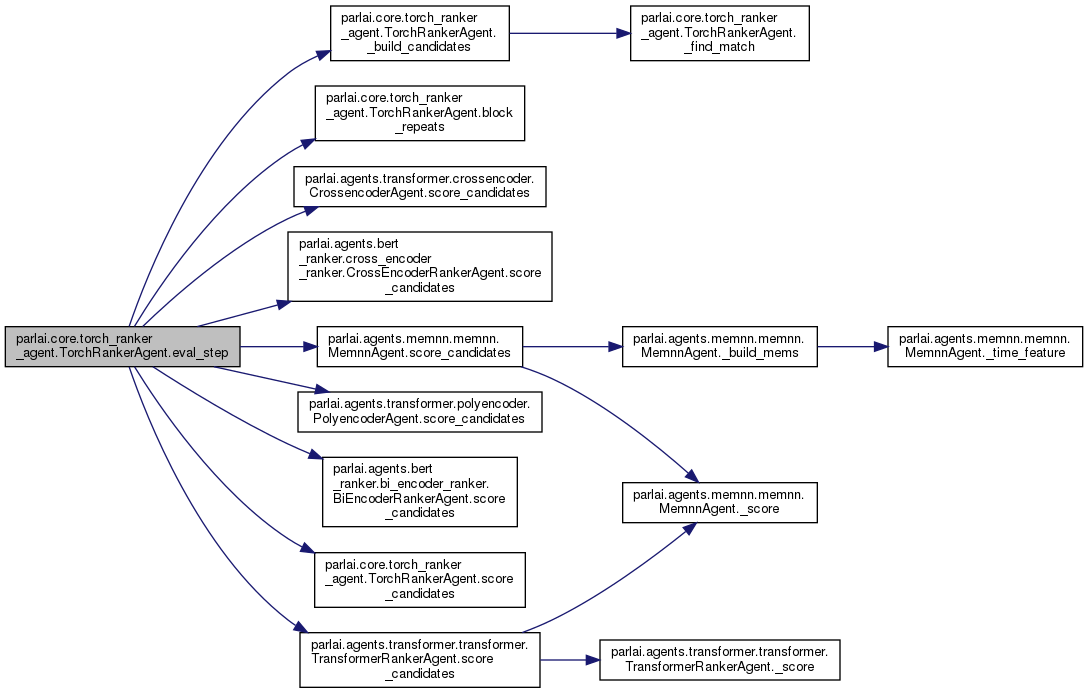 parlai.core.torch_ranker
_agent.TorchRankerAgent.
_build_candidates
parlai.core.torch_ranker
_agent.TorchRankerAgent.
_find_match
parlai.core.torch_ranker
_agent.TorchRankerAgent.block
_repeats
parlai.agents.transformer.crossencoder.
CrossencoderAgent.score_candidates
parlai.agents.bert
_ranker.cross_encoder
_ranker.CrossEncoderRankerAgent.score
_candidates
parlai.core.torch_ranker
_agent.TorchRankerAgent.eval_step
parlai.agents.memnn.memnn.
MemnnAgent.score_candidates
parlai.agents.memnn.memnn.
MemnnAgent._build_mems
parlai.agents.memnn.memnn.
MemnnAgent._time_feature
parlai.agents.transformer.polyencoder.
PolyencoderAgent.score_candidates
parlai.agents.bert
_ranker.bi_encoder_ranker.
BiEncoderRankerAgent.score
_candidates
parlai.agents.memnn.memnn.
MemnnAgent._score
parlai.core.torch_ranker
_agent.TorchRankerAgent.score
_candidates
parlai.agents.transformer.transformer.
TransformerRankerAgent.score
_candidates
parlai.agents.transformer.transformer.
TransformerRankerAgent._score